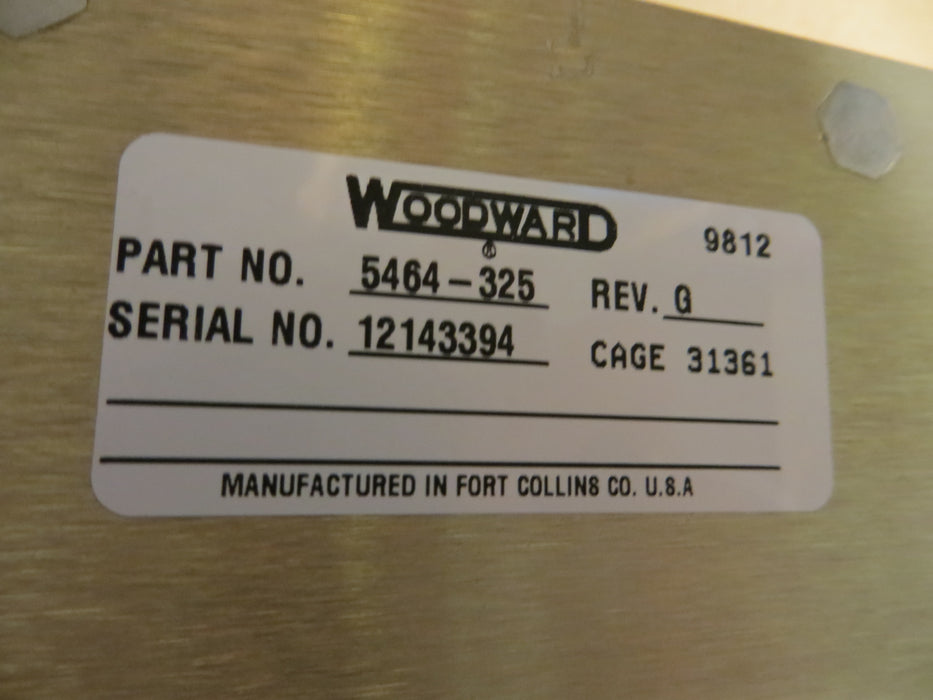 WOODWARD 9812
PART NO. 5464-325 REV. G
SERIAL NO. 12143394 CAGE 31361
MANUFACTURED IN FORT COLLINS CO. U.S.A